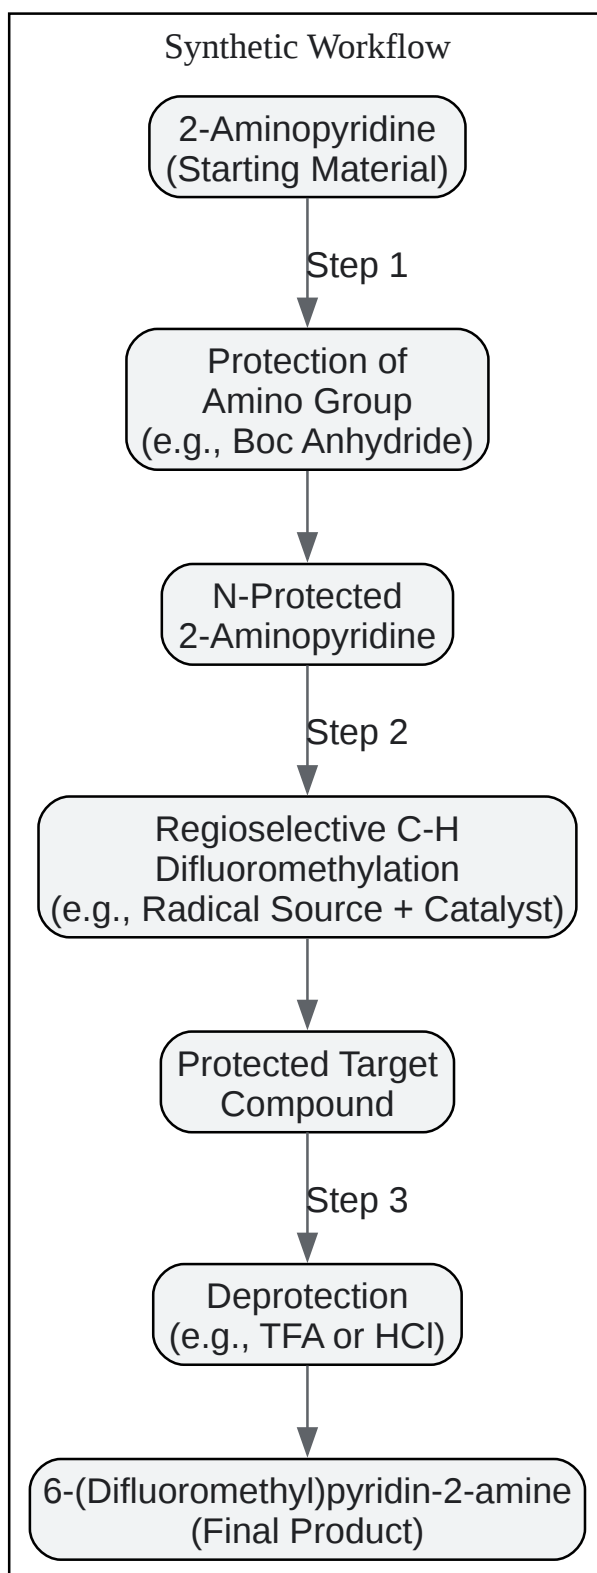 Synthetic Workflow
2-Aminopyridine
(Starting Material)
Step 1
Protection of
Amino Group
(e.g., Boc Anhydride)
N-Protected
2-Aminopyridine
Step 2
Regioselective C-H
Difluoromethylation
(e.g., Radical Source + Catalyst)
Protected Target
Compound
Step 3
Deprotection
(e.g., TFA or HCl)
6-(Difluoromethyl)pyridin-2-amine
(Final Product)